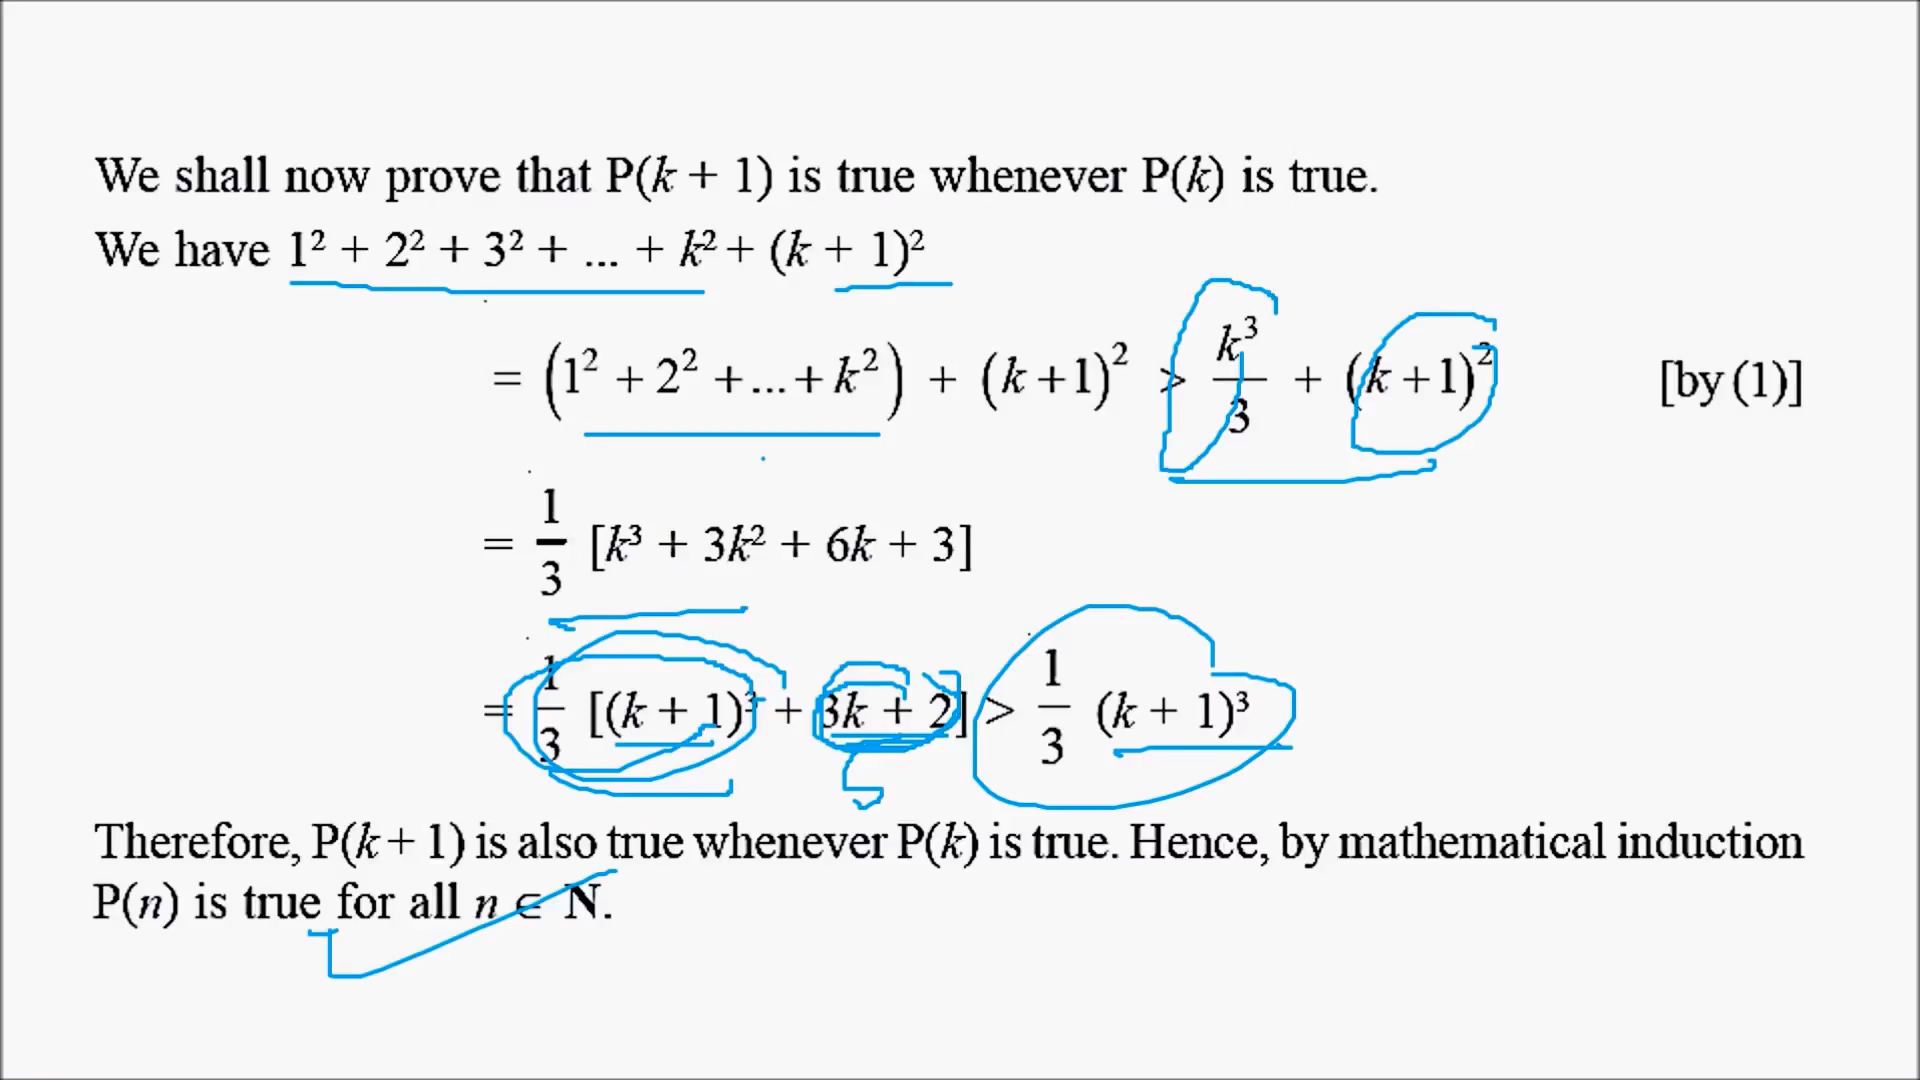 We shall now prove that P(k + 1) is true whenever P(k) is true.
We have 1² + 2² + 3² + ... + k² + (k + 1)²
= (1² + 2² + ... + k²) + (k + 1)² > k³/3 + (k + 1)² [by (1)]
= 1/3 [k³ + 3k² + 6k + 3]
= 1/3 [(k + 1)³ + 3k + 2] > 1/3 (k + 1)³
Therefore, P(k + 1) is also true whenever P(k) is true. Hence, by mathematical induction
P(n) is true for all n ∈ N.